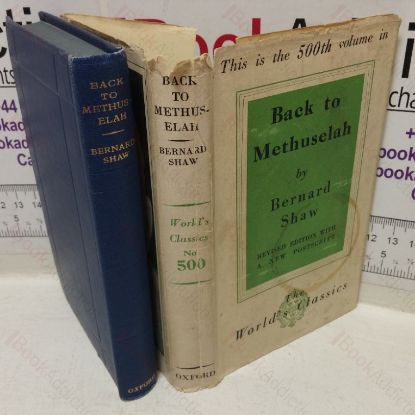 BACK
TO
METHUS-
ELAH
BERNARD
SHAW
OXFORD
BACK
TO
METHUS-
ELAH
BERNARD
SHAW
World's
Classics
No
500
OXFORD
This is the 500th volume in
Back to
Methuselah
by
Bernard
Shaw
REVISED EDITION WITH
A NEW POSTSCRIPT
The
World's Classics